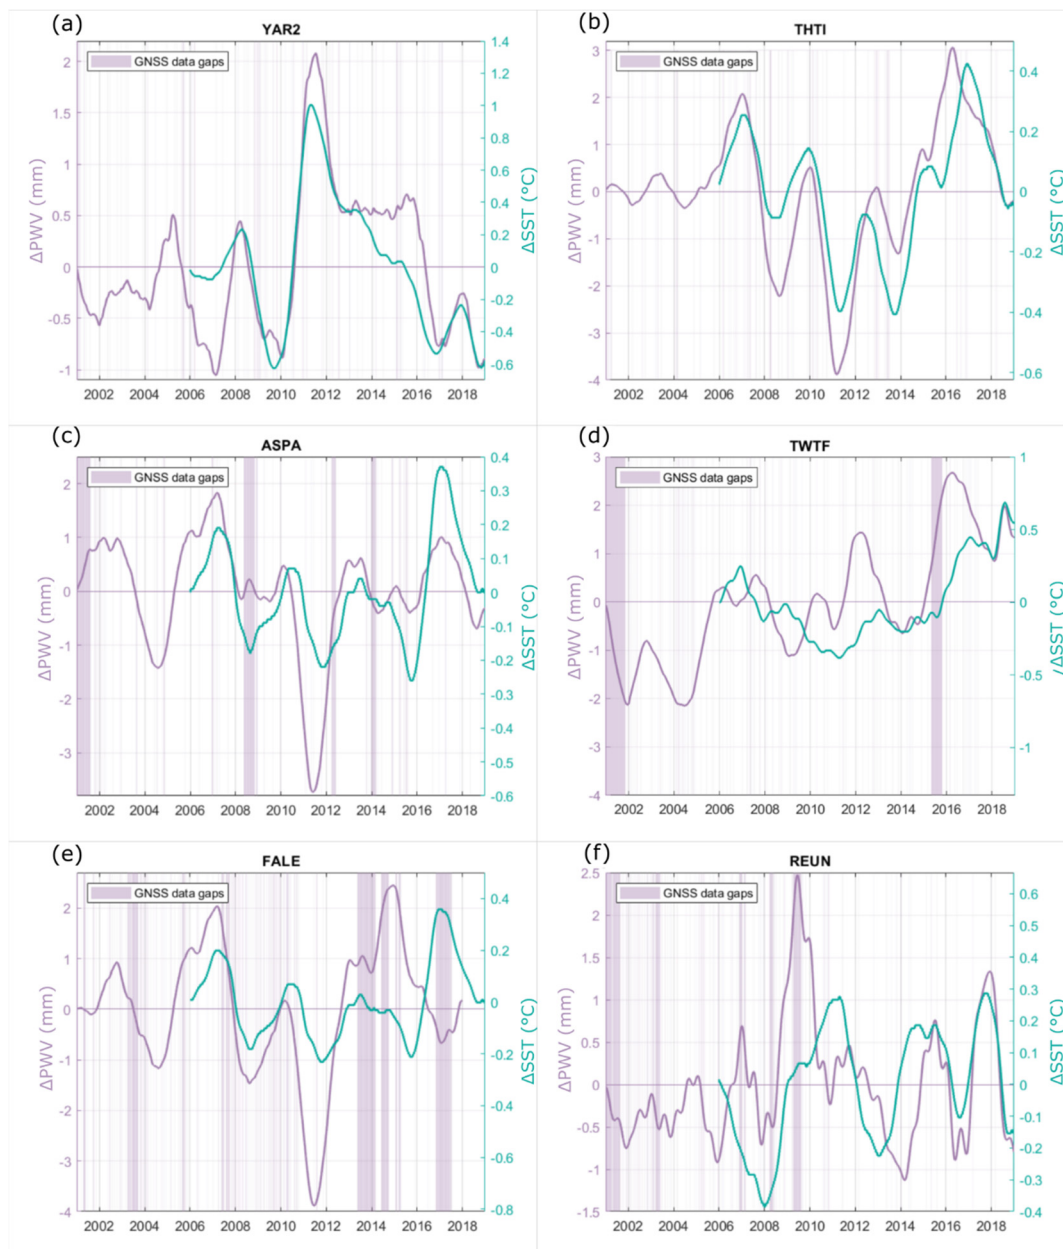 (a)
YAR2
GNSS data gaps
ΔPWV (mm)
2
1.5
1
0.5
0
-0.5
-1
1.4
1.2
1
0.8
0.6
0.4
0.2
0
-0.2
-0.4
-0.6
ΔSST (°C)
2002 2004 2006 2008 2010 2012 2014 2016 2018
(b)
THTI
GNSS data gaps
ΔPWV (mm)
3
2
1
0
-1
-2
-3
-4
0.4
0.2
0
-0.2
-0.4
-0.6
ΔSST (°C)
2002 2004 2006 2008 2010 2012 2014 2016 2018
(c)
ASPA
GNSS data gaps
ΔPWV (mm)
2
1
0
-1
-2
-3
0.4
0.3
0.2
0.1
0
-0.1
-0.2
-0.3
-0.4
-0.5
-0.6
ΔSST (°C)
2002 2004 2006 2008 2010 2012 2014 2016 2018
(d)
TWTF
GNSS data gaps
ΔPWV (mm)
3
2
1
0
-1
-2
-3
-4
1
0.5
0
-0.5
-1
ΔSST (°C)
2002 2004 2006 2008 2010 2012 2014 2016 2018
(e)
FALE
GNSS data gaps
ΔPWV (mm)
2
1
0
-1
-2
-3
-4
0.4
0.2
0
-0.2
-0.4
-0.6
-0.8
ΔSST (°C)
2002 2004 2006 2008 2010 2012 2014 2016 2018
(f)
REUN
GNSS data gaps
ΔPWV (mm)
2.5
2
1.5
1
0.5
0
-0.5
-1
-1.5
0.6
0.5
0.4
0.3
0.2
0.1
0
-0.1
-0.2
-0.3
-0.4
ΔSST (°C)
2002 2004 2006 2008 2010 2012 2014 2016 2018